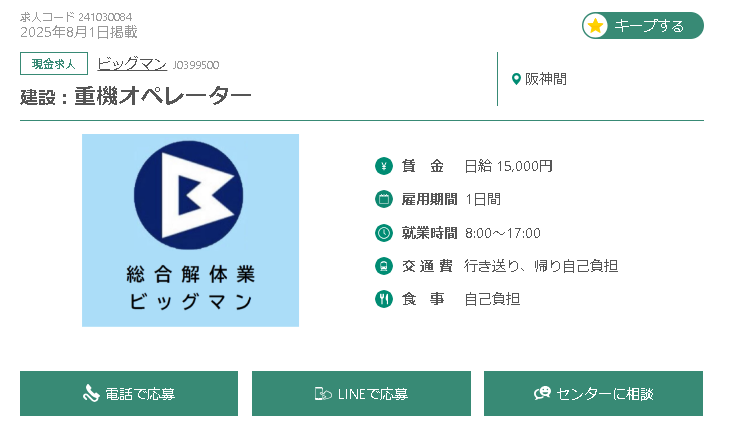 求人コード 241030084
2025年8月1日掲載
キープする
現金求人 ビッグマン J0399500
阪神間
建設：重機オペレーター
総合解体業
ビッグマン
賃 金 日給 15,000円
雇用期間 1日間
就業時間 8:00～17:00
交 通 費 行き送り、帰り自己負担
食 事 自己負担
電話で応募
LINEで応募
センターに相談